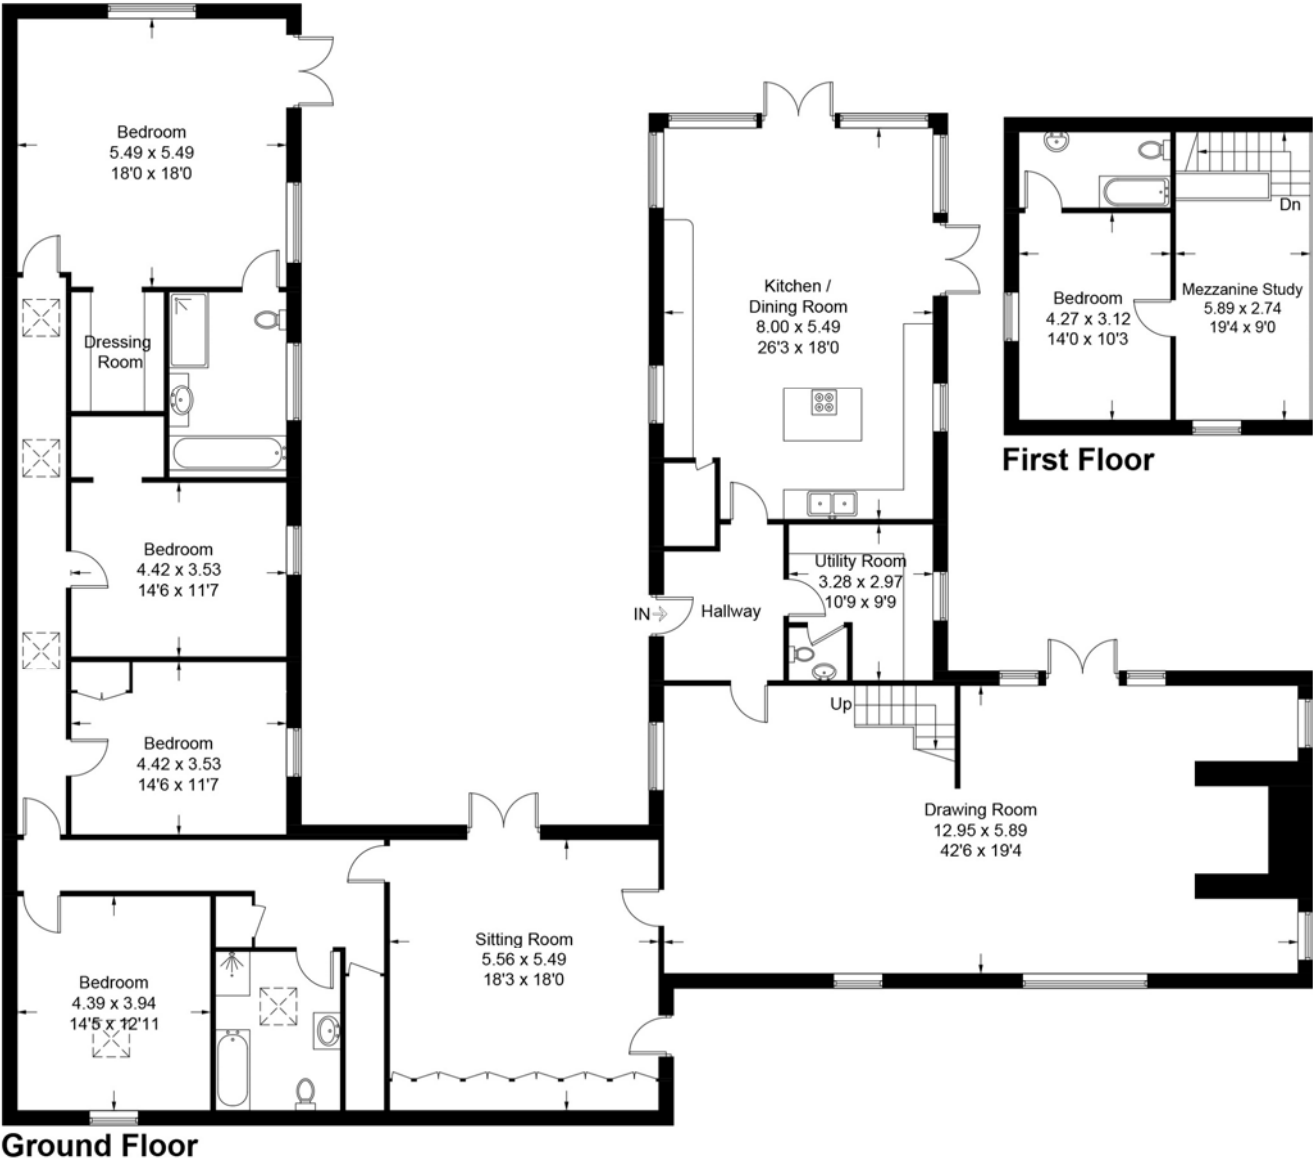 Bedroom
5.49 x 5.49
18'0 x 18'0
Dressing
Room
Bedroom
4.42 x 3.53
14'6 x 11'7
Bedroom
4.42 x 3.53
14'6 x 11'7
Bedroom
4.39 x 3.94
14'5 x 12'11
Sitting Room
5.56 x 5.49
18'3 x 18'0
Kitchen /
Dining Room
8.00 x 5.49
26'3 x 18'0
Utility Room
3.28 x 2.97
10'9 x 9'9
IN
Hallway
Up
Drawing Room
12.95 x 5.89
42'6 x 19'4
Ground Floor
Dn
Mezzanine Study
5.89 x 2.74
19'4 x 9'0
Bedroom
4.27 x 3.12
14'0 x 10'3
First Floor